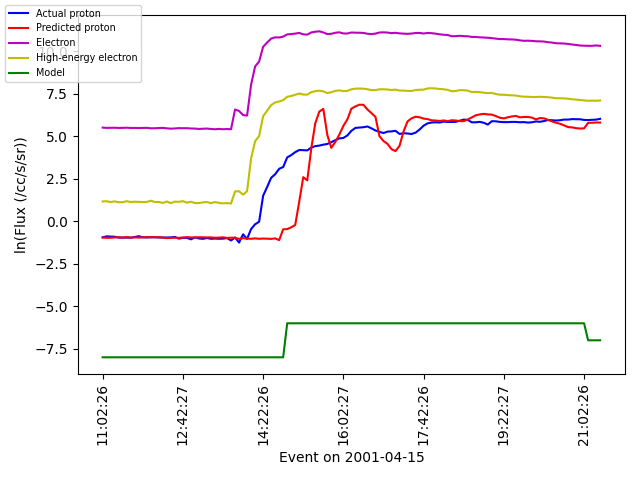 Actual proton
Predicted proton
Electron
High-energy electron
Model
10.0
7.5
5.0
2.5
0.0
−2.5
−5.0
−7.5
ln(Flux (/cc/s/sr))
11:02:26
12:42:27
14:22:26
16:02:27
17:42:26
19:22:27
21:02:26
Event on 2001-04-15